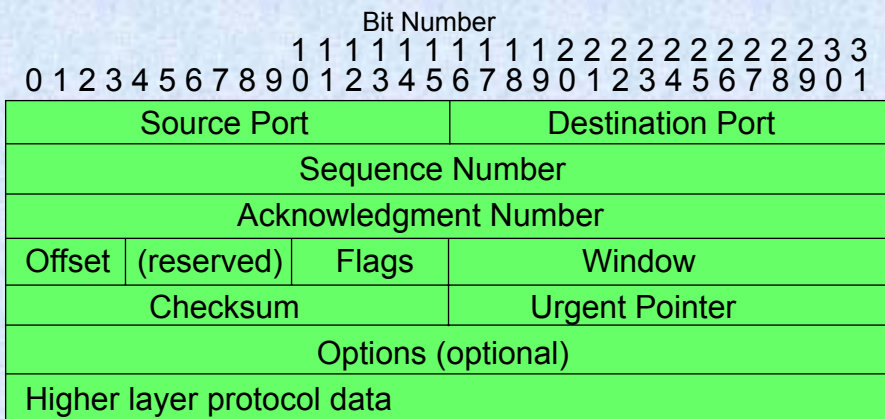 Bit Number
1 1 1 1 1 1 1 1 1 1 2 2 2 2 2 2 2 2 2 2 3 3
0 1 2 3 4 5 6 7 8 9 0 1 2 3 4 5 6 7 8 9 0 1 2 3 4 5 6 7 8 9 0 1
Source Port Destination Port
Sequence Number
Acknowledgment Number
Offset (reserved) Flags Window
Checksum Urgent Pointer
Options (optional)
Higher layer protocol data